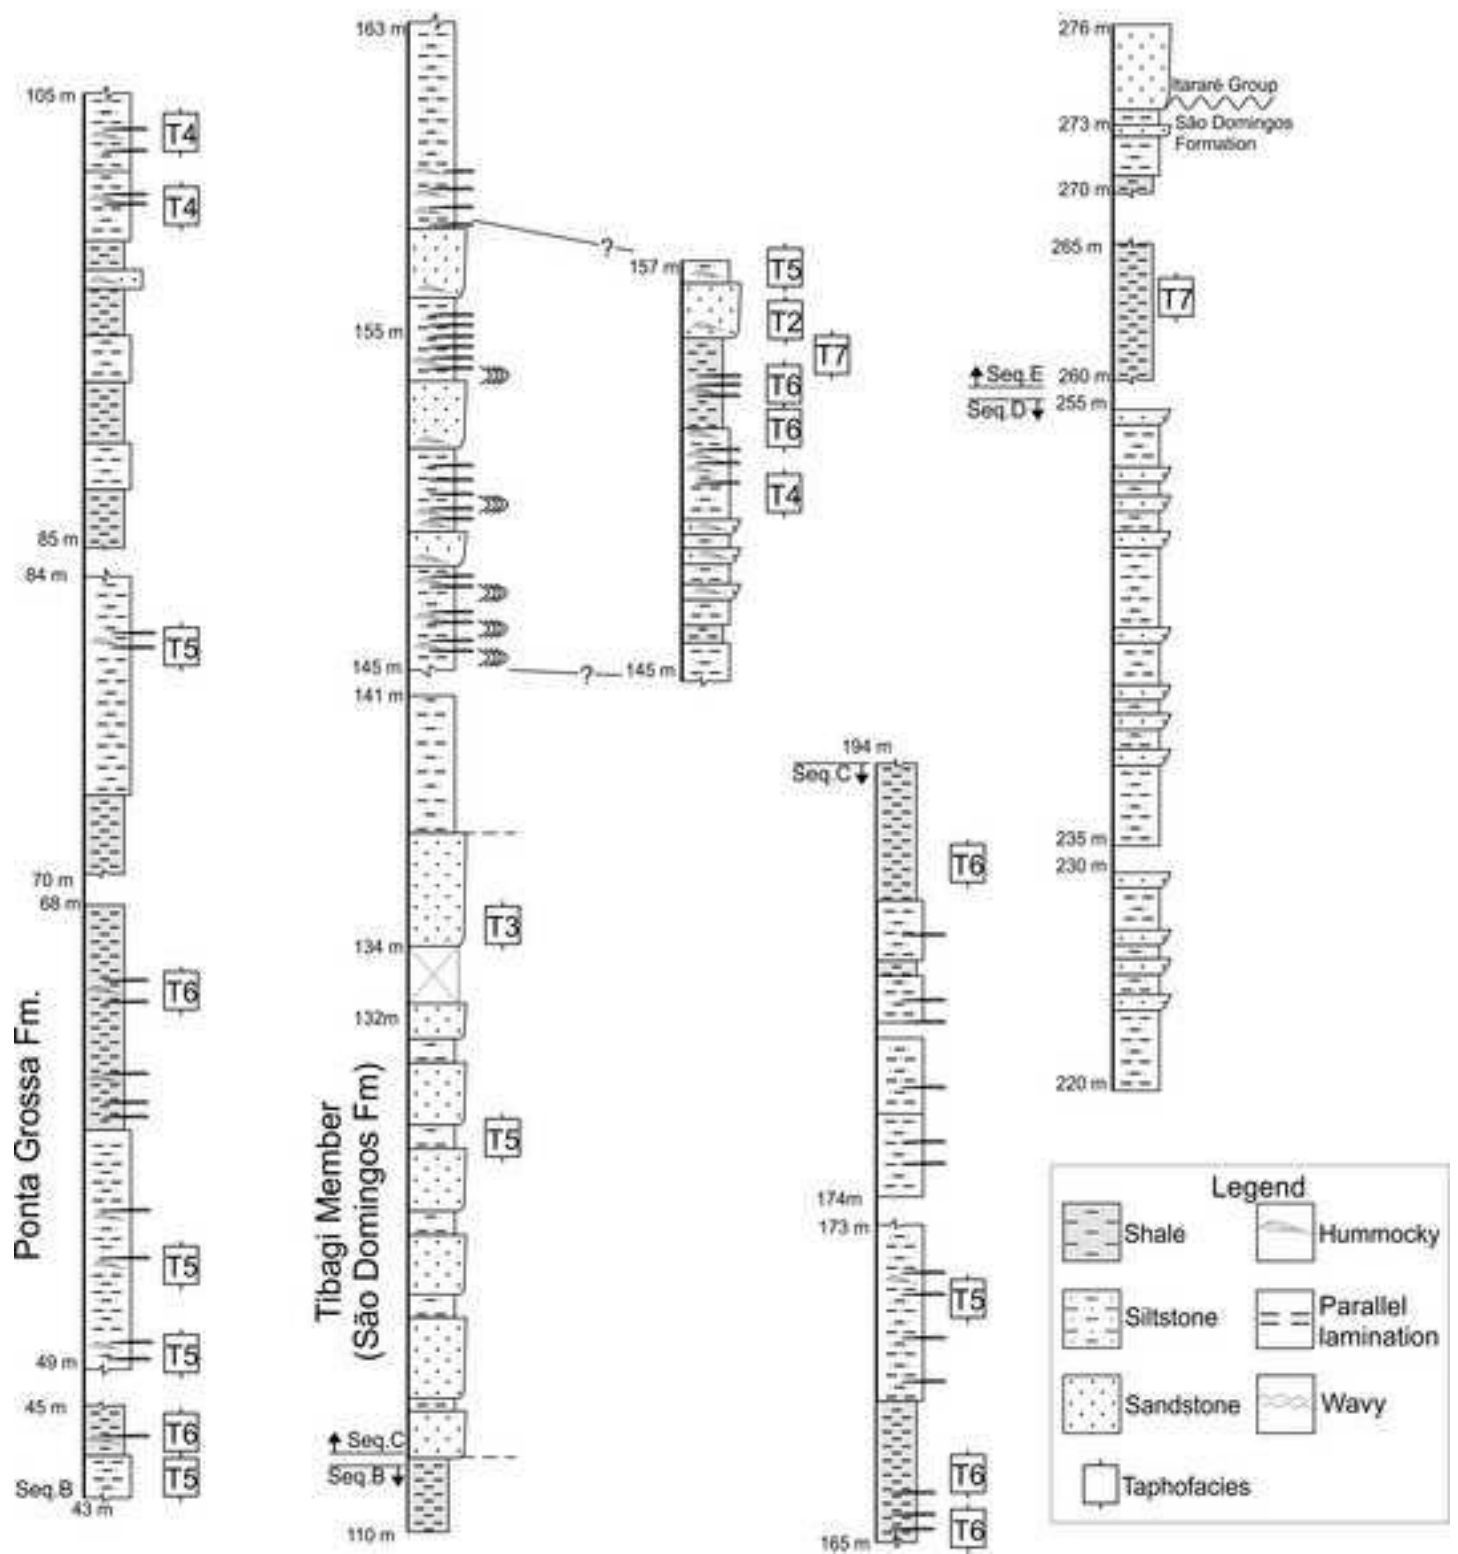 105 m
T4
T4
85 m
84 m
T5
70 m
68 m
T6
T5
T5
49 m
45 m
T6
T5
Seq.B
43 m
Ponta Grossa Fm.
163 m
?
155 m
145 m
?
141 m
T3
134 m
132m
T5
Seq.C
Seq.B
110 m
Tibagi Member
(São Domingos Fm)
157 m
T5
T2
T7
T6
T6
T4
145 m
194 m
Seq.C
T6
174m
173 m
T5
T6
T6
165 m
276 m
Itararé Group
273 m
São Domingos
Formation
270 m
265 m
T7
Seq.E
260 m
Seq.D
255 m
235 m
230 m
220 m
Legend
Shale
Hummocky
Siltstone
Parallel
lamination
Sandstone
Wavy
Taphofacies